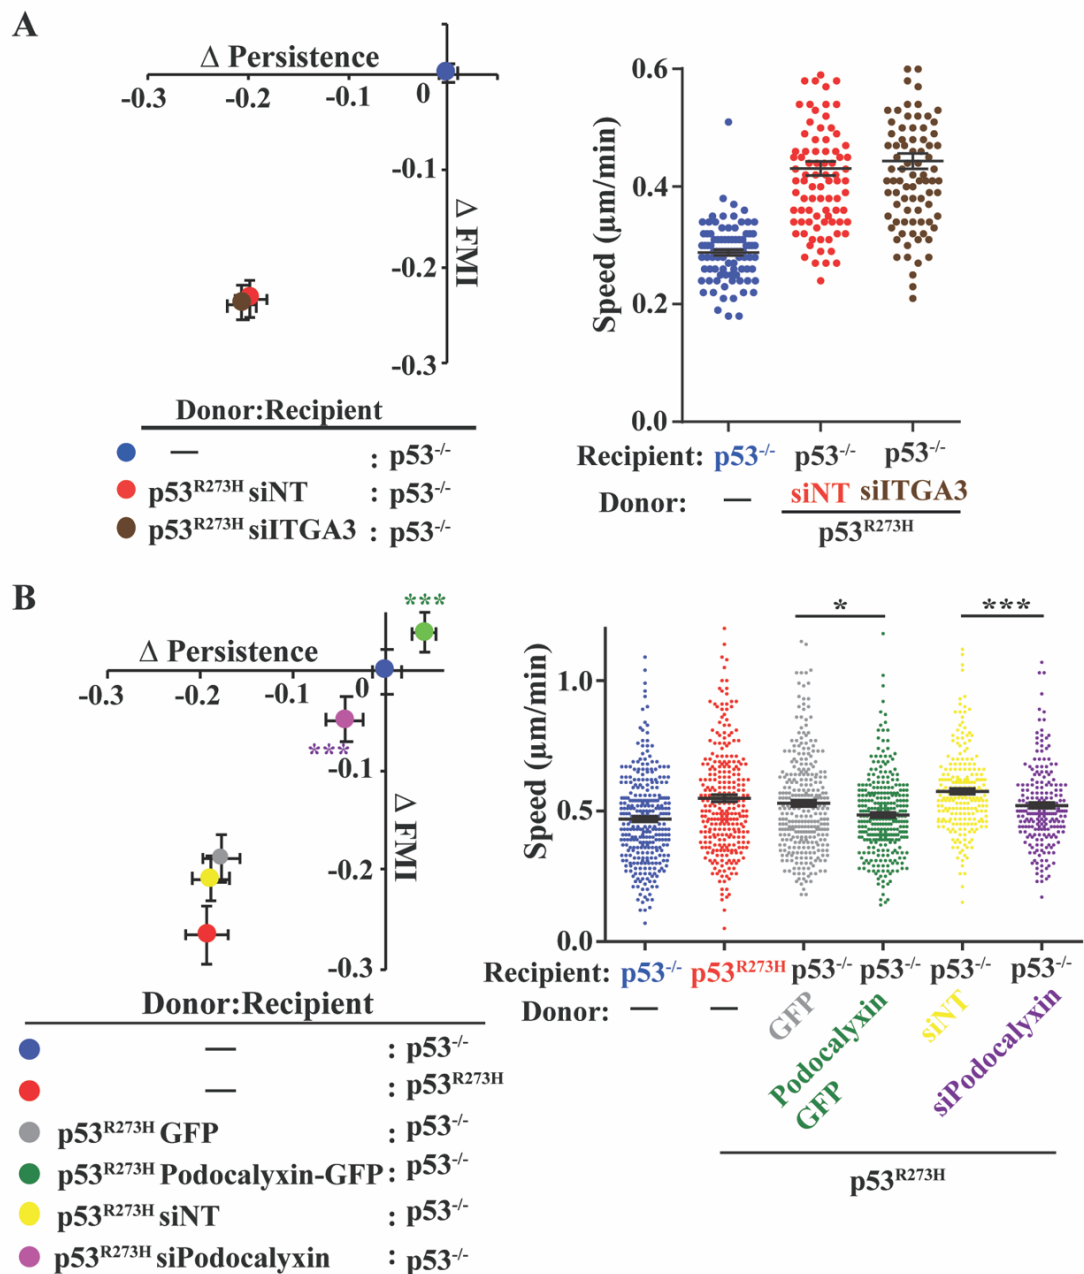 A
Δ Persistence
-0.3 -0.2 -0.1 0
-0.1
-0.2
-0.3
Δ FMI
Donor:Recipient
— : p53-/-
p53R273H siNT : p53-/-
p53R273H siITGA3 : p53-/-
Speed (µm/min)
0.6
0.4
0.2
0.0
Recipient: p53-/- p53-/- p53-/-
Donor: — siNT siITGA3
p53R273H
B
***
Δ Persistence
-0.3 -0.2 -0.1 0
***
-0.1
-0.2
-0.3
Δ FMI
Donor:Recipient
— : p53-/-
— : p53R273H
p53R273H GFP : p53-/-
p53R273H Podocalyxin-GFP : p53-/-
p53R273H siNT : p53-/-
p53R273H siPodocalyxin : p53-/-
* ***
Speed (µm/min)
1.0
0.5
0.0
Recipient: p53-/- p53R273H p53-/- p53-/- p53-/- p53-/-
Donor: — —
GFP
Podocalyxin
GFP
siNT
siPodocalyxin
p53R273H